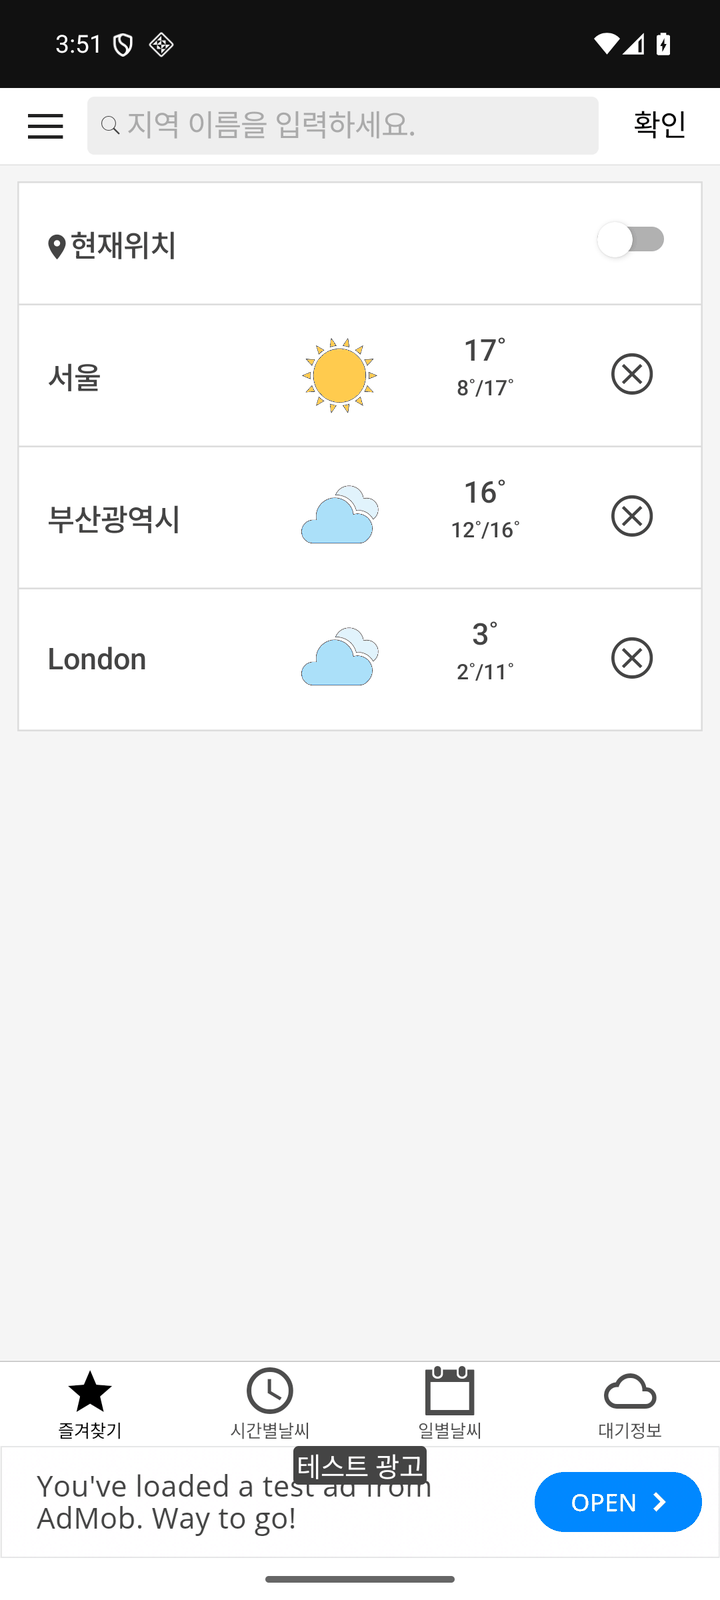 3:51
지역 이름을 입력하세요.
확인
현재위치
서울
17°
8°/17°
부산광역시
16°
12°/16°
London
3°
2°/11°
즐겨찾기
시간별날씨
일별날씨
대기정보
테스트 광고
You've loaded a test ad from
AdMob. Way to go!
OPEN